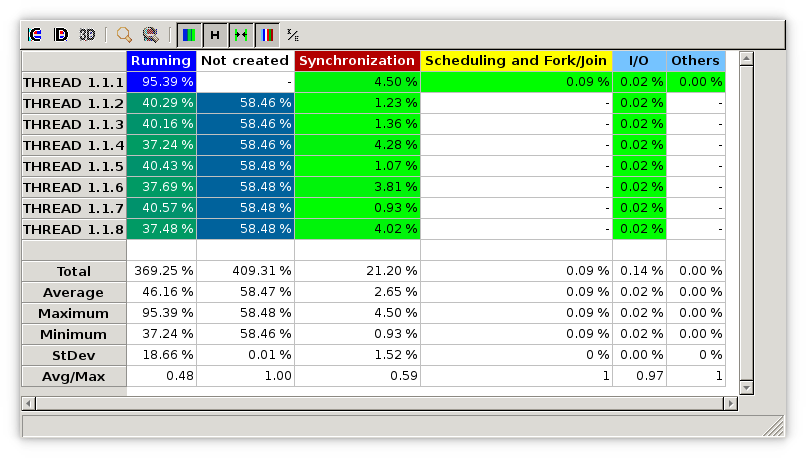 3D H
Running Not created Synchronization Scheduling and Fork/Join I/O Others
THREAD 1.1.1 95.39 % - 4.50 % 0.09 % 0.02 % 0.00 %
THREAD 1.1.2 40.29 % 58.46 % 1.23 % - 0.02 % -
THREAD 1.1.3 40.16 % 58.46 % 1.36 % - 0.02 % -
THREAD 1.1.4 37.24 % 58.46 % 4.28 % - 0.02 % -
THREAD 1.1.5 40.43 % 58.48 % 1.07 % - 0.02 % -
THREAD 1.1.6 37.69 % 58.48 % 3.81 % - 0.02 % -
THREAD 1.1.7 40.57 % 58.48 % 0.93 % - 0.02 % -
THREAD 1.1.8 37.48 % 58.48 % 4.02 % - 0.02 % -
Total 369.25 % 409.31 % 21.20 % 0.09 % 0.14 % 0.00 %
Average 46.16 % 58.47 % 2.65 % 0.09 % 0.02 % 0.00 %
Maximum 95.39 % 58.48 % 4.50 % 0.09 % 0.02 % 0.00 %
Minimum 37.24 % 58.46 % 0.93 % 0.09 % 0.02 % 0.00 %
StDev 18.66 % 0.01 % 1.52 % 0 % 0.00 % 0 %
Avg/Max 0.48 1.00 0.59 1 0.97 1